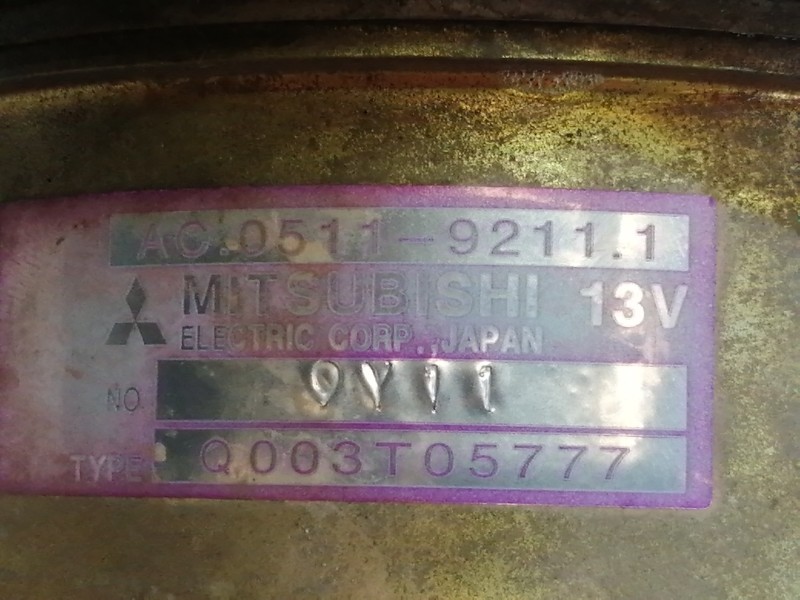 AC.0511-9211.1
MITSUBISHI 13V
ELECTRIC CORP., JAPAN
NO.
TYPE Q003T05777